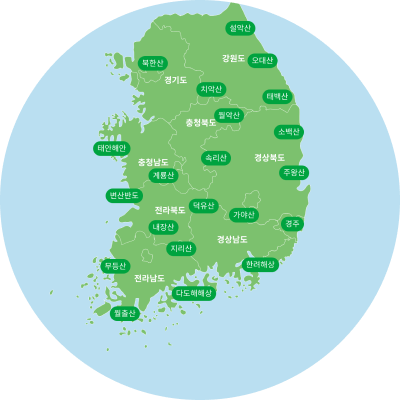 설악산
강원도
오대산
북한산
경기도
치악산
태백산
월악산
충청북도
소백산
태안해안
속리산
경상북도
충청남도
계룡산
주왕산
변산반도
덕유산
전라북도
가야산
경주
내장산
경상남도
지리산
무등산
한려해상
전라남도
다도해해상
월출산